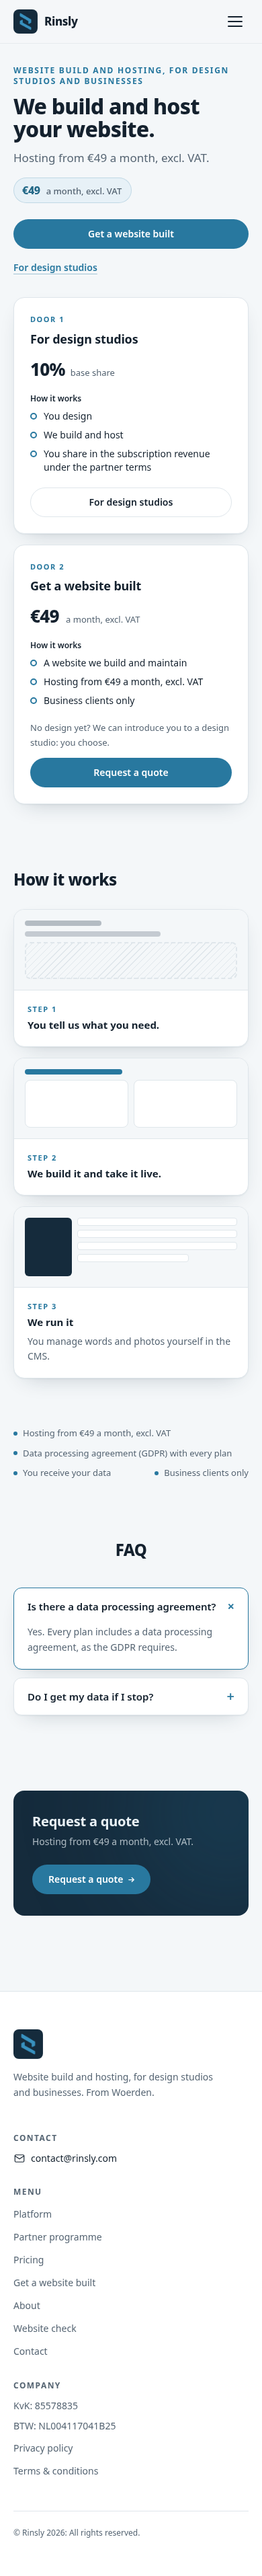 Rinsly
WEBSITE BUILD AND HOSTING, FOR DESIGN
STUDIOS AND BUSINESSES
We build and host
your website.
Hosting from €49 a month, excl. VAT.
€49 a month, excl. VAT
Get a website built
For design studios
DOOR 1
For design studios
10% base share
How it works
You design
We build and host
You share in the subscription revenue
under the partner terms
For design studios
DOOR 2
Get a website built
€49 a month, excl. VAT
How it works
A website we build and maintain
Hosting from €49 a month, excl. VAT
Business clients only
No design yet? We can introduce you to a design
studio: you choose.
Request a quote
How it works
STEP 1
You tell us what you need.
STEP 2
We build it and take it live.
STEP 3
We run it
You manage words and photos yourself in the
CMS.
Hosting from €49 a month, excl. VAT
Data processing agreement (GDPR) with every plan
You receive your data
Business clients only
FAQ
Is there a data processing agreement? ×
Yes. Every plan includes a data processing
agreement, as the GDPR requires.
Do I get my data if I stop? +
Request a quote
Hosting from €49 a month, excl. VAT.
Request a quote →
Website build and hosting, for design studios
and businesses. From Woerden.
CONTACT
contact@rinsly.com
MENU
Platform
Partner programme
Pricing
Get a website built
About
Website check
Contact
COMPANY
KvK: 85578835
BTW: NL004117041B25
Privacy policy
Terms & conditions
© Rinsly 2026: All rights reserved.